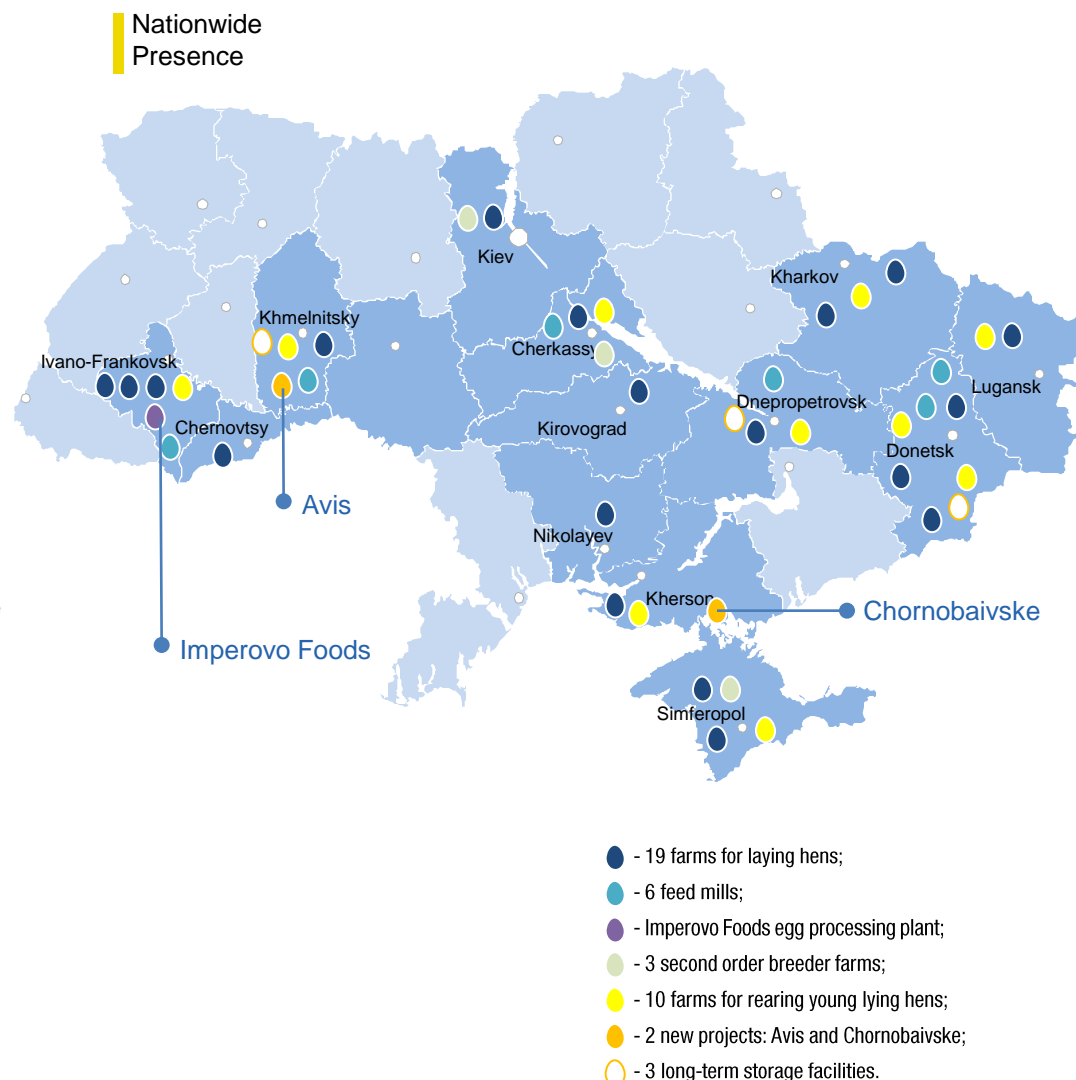 Nationwide
Presence
Kiev
Kharkov
Khmelnitsky
Cherkassy
Ivano-Frankovsk
Lugansk
Dnepropetrovsk
Chernovtsy
Kirovograd
Donetsk
Avis
Nikolayev
Kherson
Chornobaivske
Imperovo Foods
Simferopol
- 19 farms for laying hens;
- 6 feed mills;
- Imperovo Foods egg processing plant;
- 3 second order breeder farms;
- 10 farms for rearing young lying hens;
- 2 new projects: Avis and Chornobaivske;
- 3 long-term storage facilities.